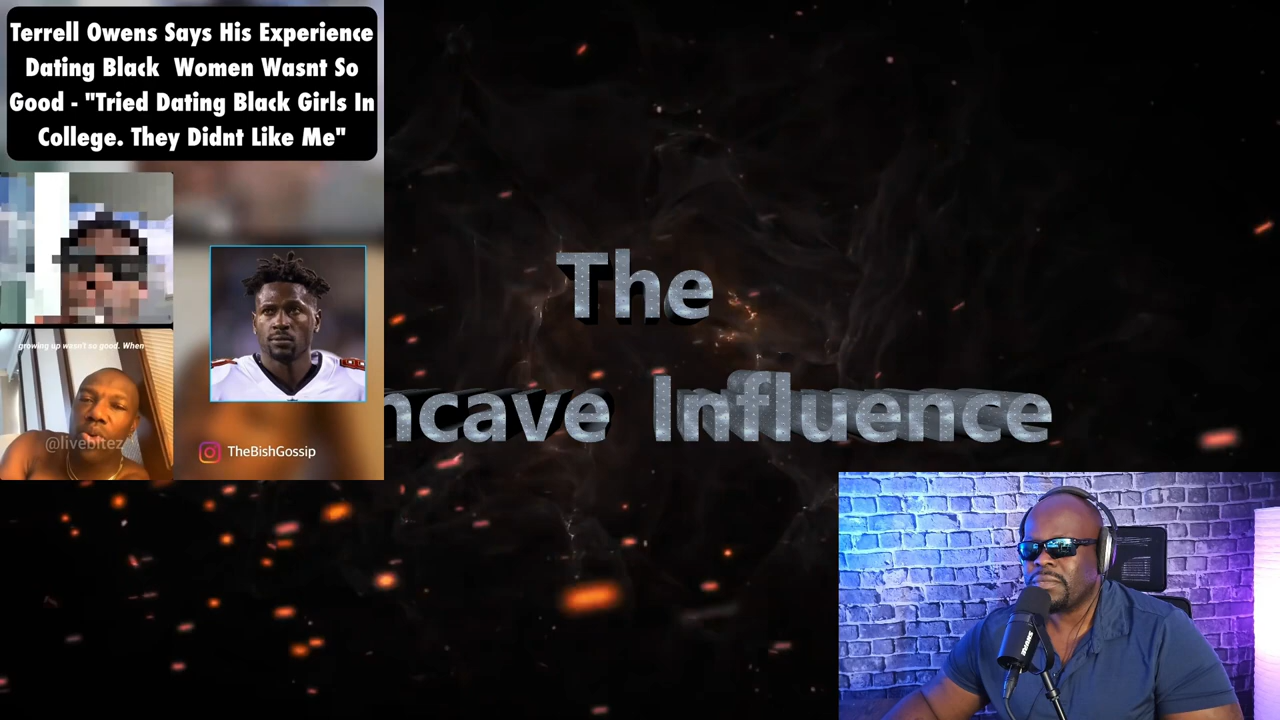 Terrell Owens Says His Experience
Dating Black Women Wasnt So
Good - "Tried Dating Black Girls In
College. They Didnt Like Me"
growing up wasn't so good. When
@livebitez
TheBishGossip
The
ncave Influence